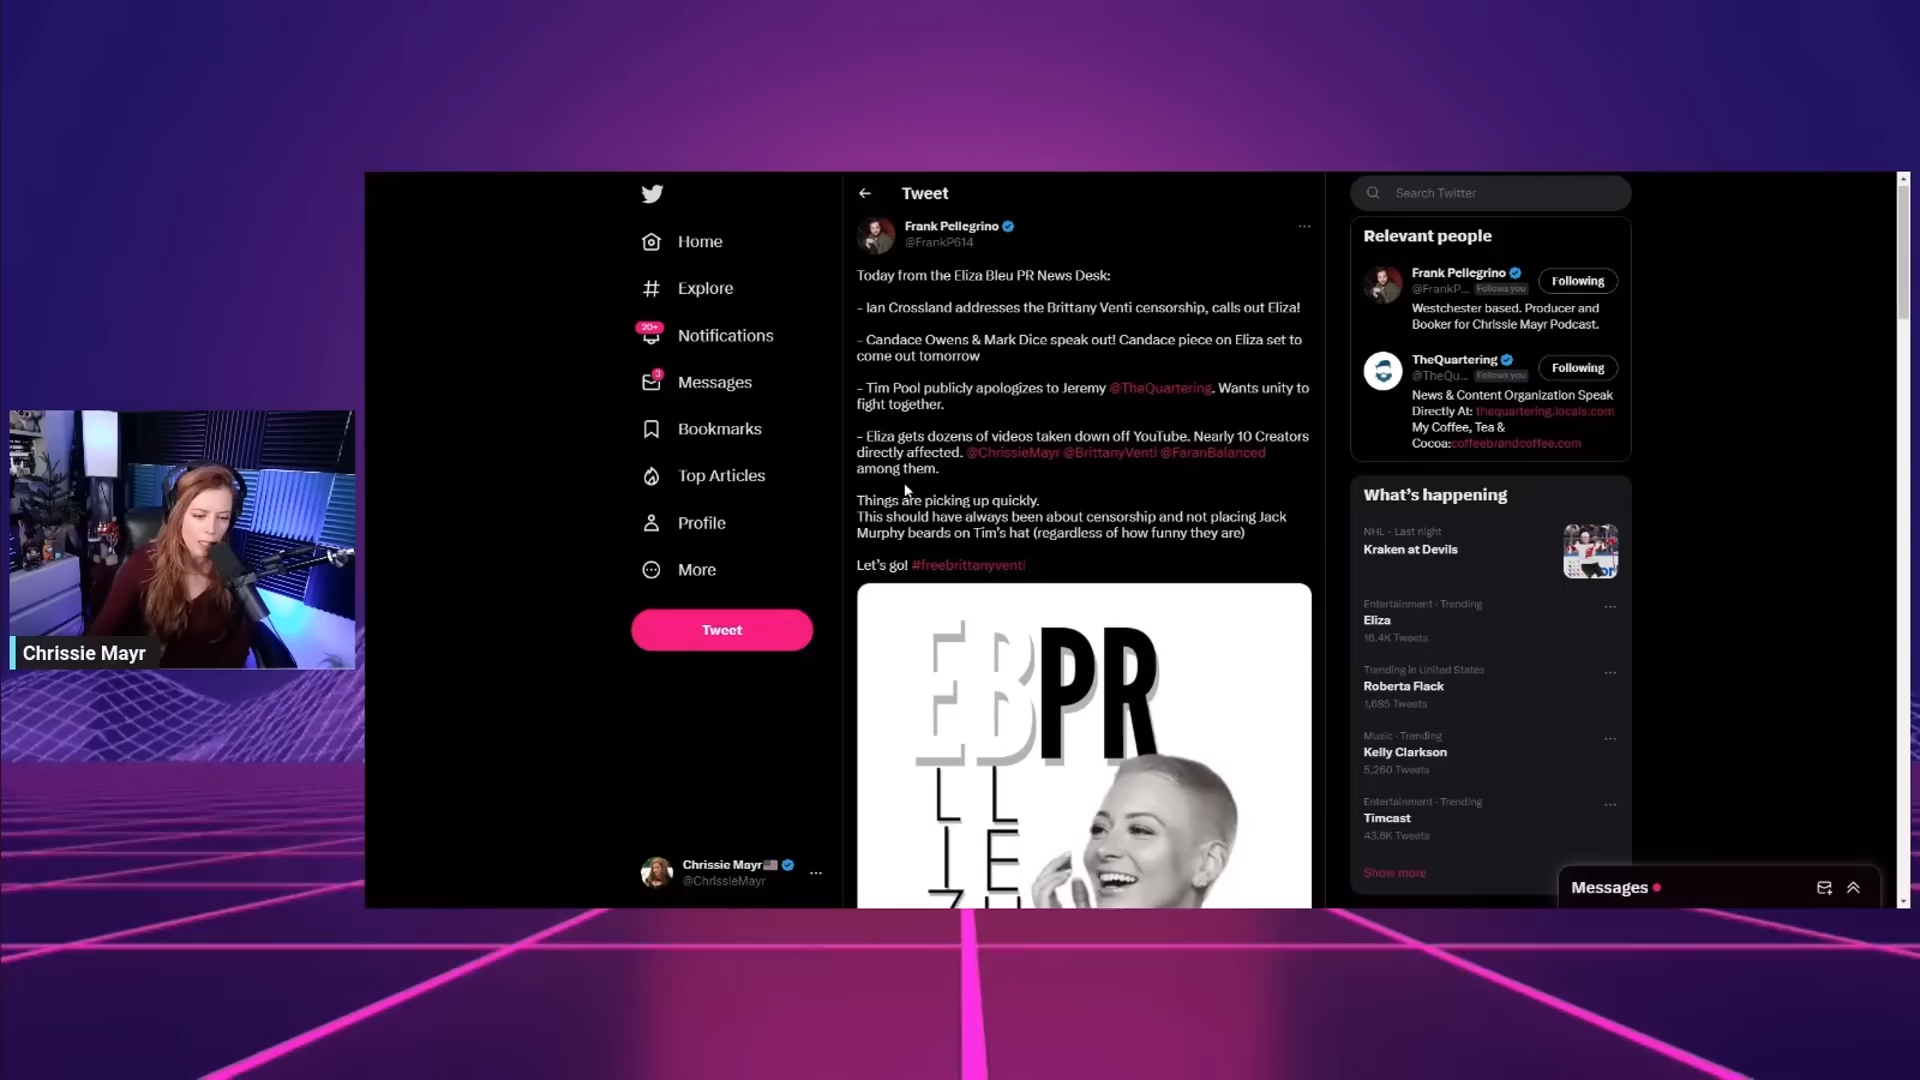 Home
Explore
20+
Notifications
3
Messages
Bookmarks
Top Articles
Profile
More
Tweet
Chrissie Mayr
@ChrissieMayr
Chrissie Mayr
Tweet
Frank Pellegrino
@FrankP614
Today from the Eliza Bleu PR News Desk:
- Ian Crossland addresses the Brittany Venti censorship, calls out Eliza!
- Candace Owens & Mark Dice speak out! Candace piece on Eliza set to
come out tomorrow
- Tim Pool publicly apologizes to Jeremy @TheQuartering. Wants unity to
fight together.
- Eliza gets dozens of videos taken down off YouTube. Nearly 10 Creators
directly affected. @ChrissieMayr @BrittanyVenti @FaranBalanced
among them.
Things are picking up quickly.
This should have always been about censorship and not placing Jack
Murphy beards on Tim's hat (regardless of how funny they are)
Let's go! #freebrittanyventi
EBPR
L L
I E
Search Twitter
Relevant people
Frank Pellegrino
@FrankP... Follows you
Following
Westchester based. Producer and
Booker for Chrissie Mayr Podcast.
TheQuartering
@TheQu... Follows you
Following
News & Content Organization Speak
Directly At: thequartering.locals.com
My Coffee, Tea &
Cocoa:coffeebrandcoffee.com
What's happening
NHL · Last night
Kraken at Devils
Entertainment · Trending
Eliza
16.4K Tweets
Trending in United States
Roberta Flack
1,685 Tweets
Music · Trending
Kelly Clarkson
5,260 Tweets
Entertainment · Trending
Timcast
43.6K Tweets
Show more
Messages